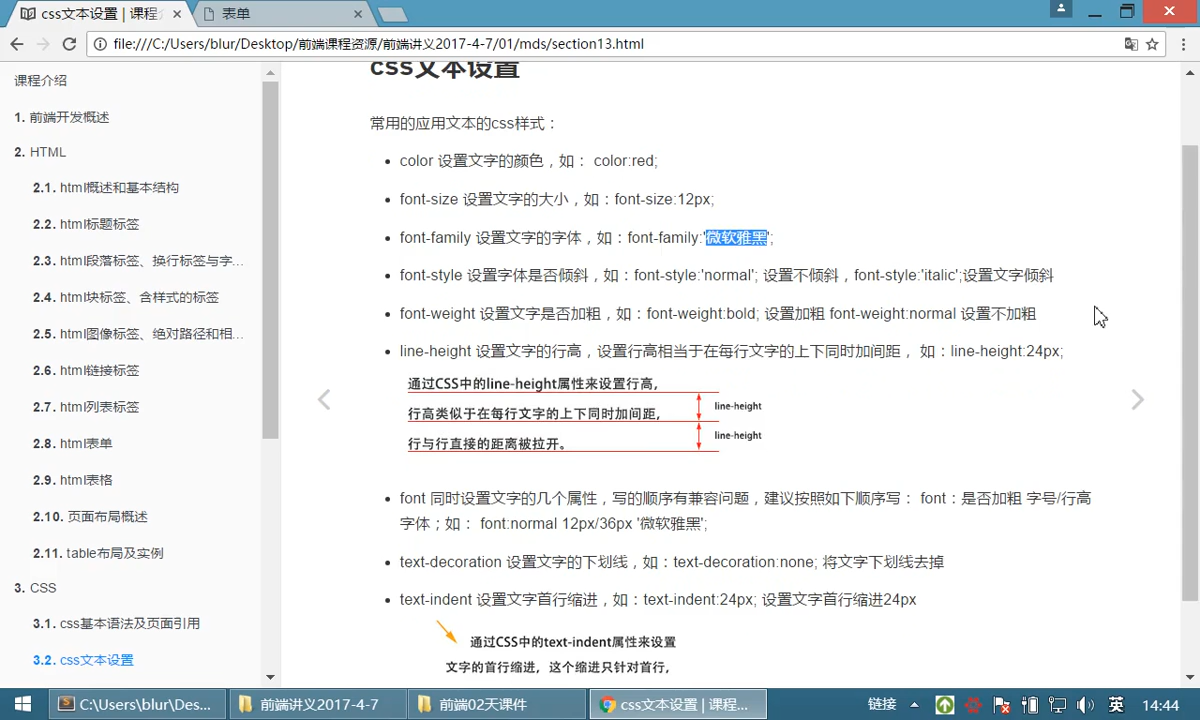 css文本设置 | 课程
表单
file:///C:/Users/blur/Desktop/前端课程资源/前端讲义2017-4-7/01/mds/section13.html
课程介绍
1. 前端开发概述
2. HTML
2.1. html概述和基本结构
2.2. html标题标签
2.3. html段落标签、换行标签与字...
2.4. html块标签、含样式的标签
2.5. html图像标签、绝对路径和相...
2.6. html链接标签
2.7. html列表标签
2.8. html表单
2.9. html表格
2.10. 页面布局概述
2.11. table布局及实例
3. CSS
3.1. css基本语法及页面引用
3.2. css文本设置
css文本设置
常用的应用文本的css样式：
• color 设置文字的颜色，如： color:red;
• font-size 设置文字的大小，如：font-size:12px;
• font-family 设置文字的字体，如：font-family:'微软雅黑';
• font-style 设置字体是否倾斜，如：font-style:'normal'; 设置不倾斜，font-style:'italic';设置文字倾斜
• font-weight 设置文字是否加粗，如：font-weight:bold; 设置加粗 font-weight:normal 设置不加粗
• line-height 设置文字的行高，设置行高相当于在每行文字的上下同时加间距， 如：line-height:24px;
通过CSS中的line-height属性来设置行高，
line-height
行高类似于在每行文字的上下同时加间距，
line-height
行与行直接的距离被拉开。
• font 同时设置文字的几个属性，写的顺序有兼容问题，建议按照如下顺序写： font：是否加粗 字号/行高
字体；如： font:normal 12px/36px '微软雅黑';
• text-decoration 设置文字的下划线，如：text-decoration:none; 将文字下划线去掉
• text-indent 设置文字首行缩进，如：text-indent:24px; 设置文字首行缩进24px
通过CSS中的text-indent属性来设置
文字的首行缩进，这个缩进只针对首行，
C:\Users\blur\Des...
前端讲义2017-4-7
前端02天课件
css文本设置 | 课程...
链接
英
14:44